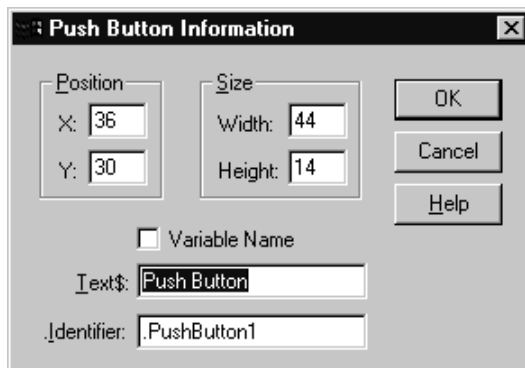 Push Button Information
Position
X: 36
Y: 30
Size
Width: 44
Height: 14
OK
Cancel
Help
Variable Name
Text$: Push Button
.Identifier: .PushButton1